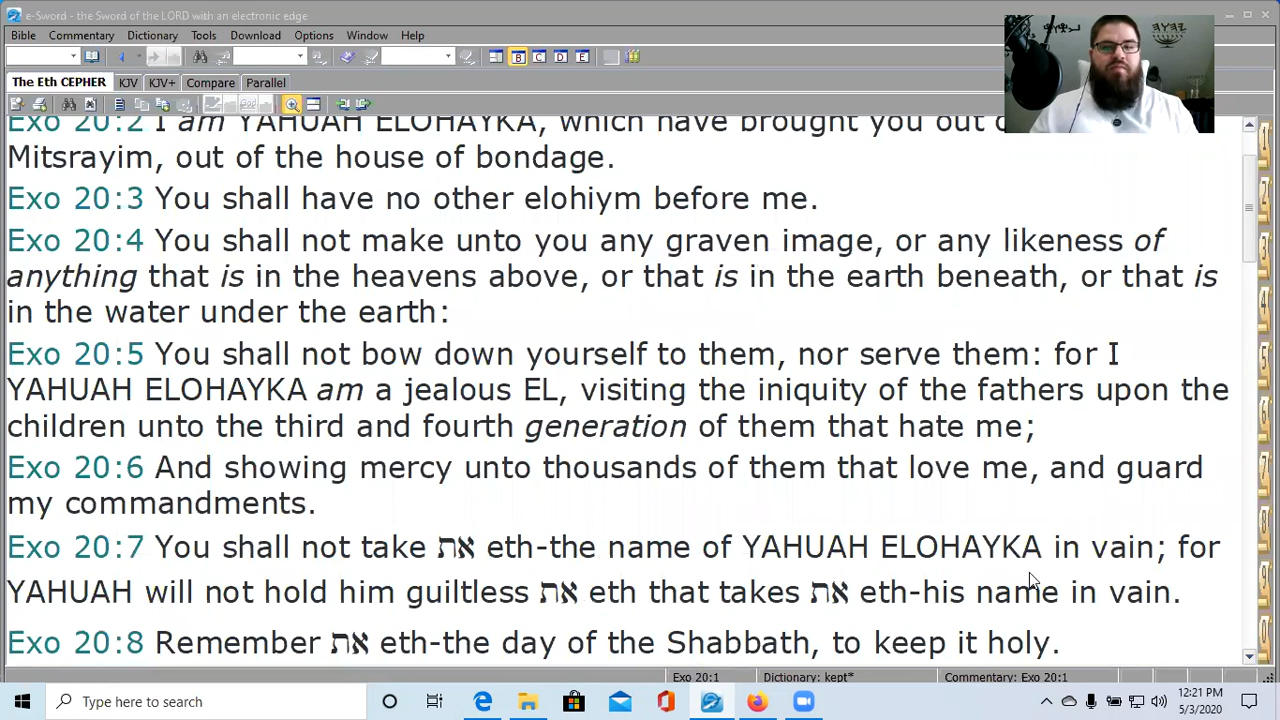 e-Sword - the Sword of the LORD with an electronic edge
Bible Commentary Dictionary Tools Download Options Window Help
B C D E
The Eth CEPHER KJV KJV+ Compare Parallel
Exo 20:2 I am YAHUAH ELOHAYKA, which have brought you out
Mitsrayim, out of the house of bondage.
Exo 20:3 You shall have no other elohiym before me.
Exo 20:4 You shall not make unto you any graven image, or any likeness of
anything that is in the heavens above, or that is in the earth beneath, or that is
in the water under the earth:
Exo 20:5 You shall not bow down yourself to them, nor serve them: for I
YAHUAH ELOHAYKA am a jealous EL, visiting the iniquity of the fathers upon the
children unto the third and fourth generation of them that hate me;
Exo 20:6 And showing mercy unto thousands of them that love me, and guard
my commandments.
Exo 20:7 You shall not take את eth-the name of YAHUAH ELOHAYKA in vain; for
YAHUAH will not hold him guiltless את eth that takes את eth-his name in vain.
Exo 20:8 Remember את eth-the day of the Shabbath, to keep it holy.
Exo 20:1 Dictionary: kept* Commentary: Exo 20:1
Type here to search
12:21 PM
5/3/2020